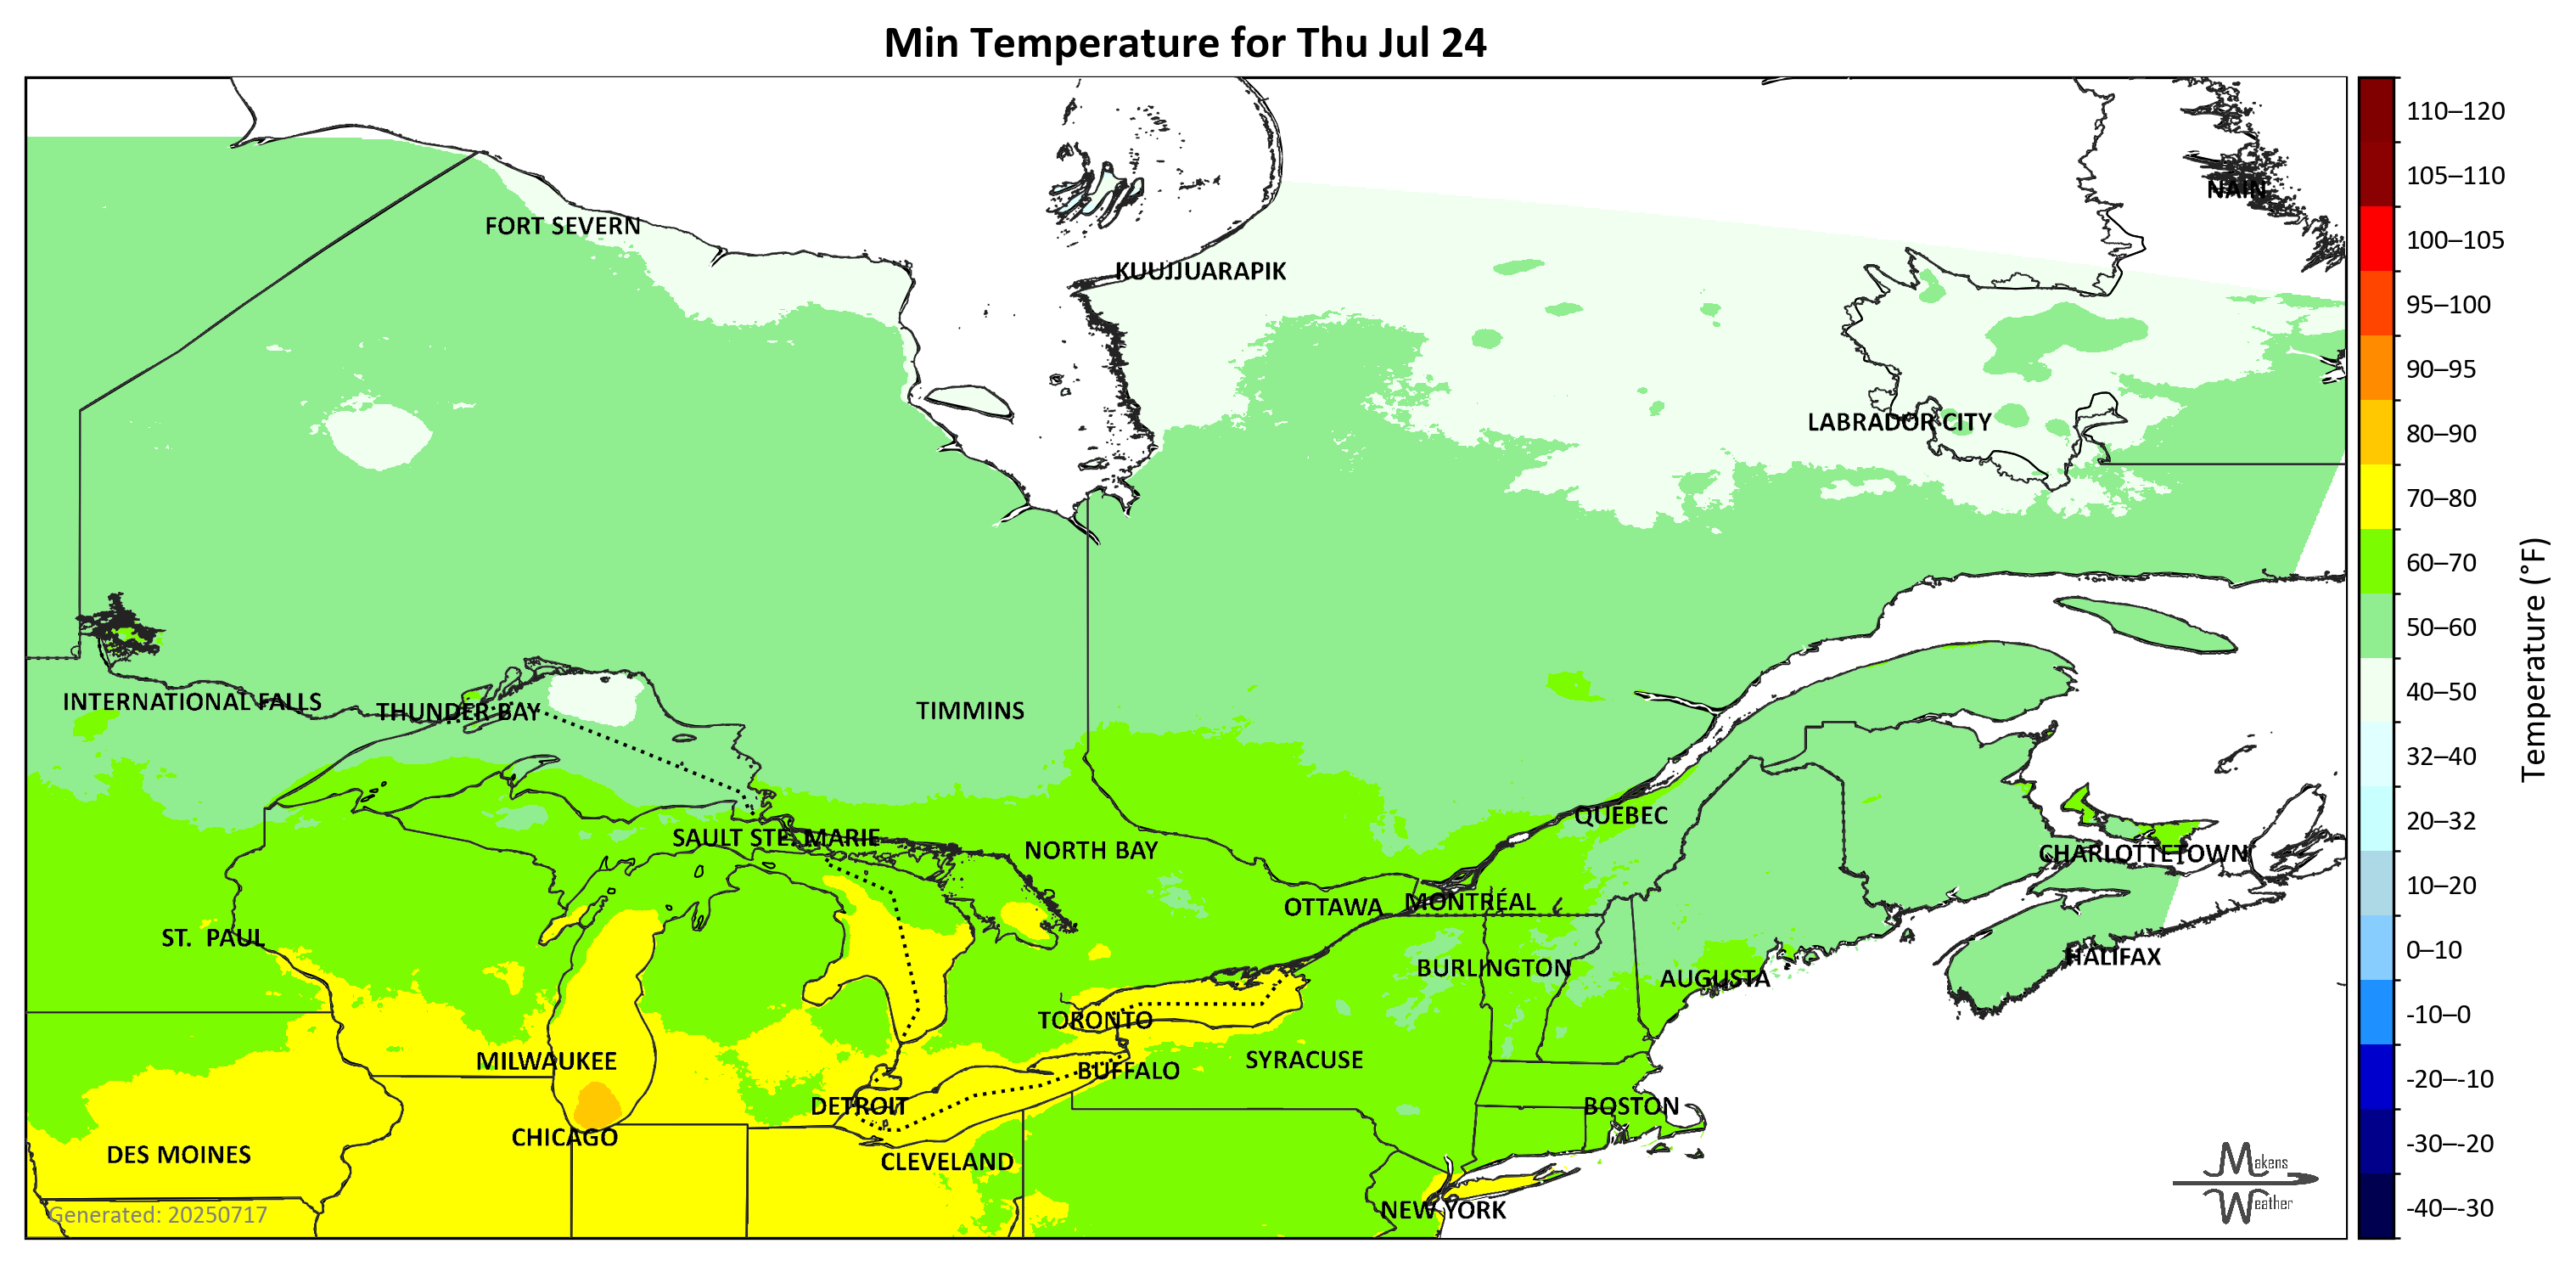 Min Temperature for Thu Jul 24
110–120
105–110
NAIN
FORT SEVERN
100–105
KUUJJUARAPIK
95–100
90–95
LABRADOR CITY
80–90
70–80
60–70
Temperature (°F)
50–60
40–50
INTERNATIONAL FALLS
THUNDER BAY
TIMMINS
32–40
QUÉBEC
20–32
SAULT STE. MARIE
NORTH BAY
CHARLOTTETOWN
10–20
OTTAWA
MONTRÉAL
ST. PAUL
0–10
HALIFAX
BURLINGTON
AUGUSTA
-10–0
TORONTO
MILWAUKEE
SYRACUSE
BUFFALO
-20–-10
DETROIT
BOSTON
CHICAGO
-30–-20
DES MOINES
CLEVELAND
Makens
Weather
-40–-30
NEW YORK
Generated: 20250717